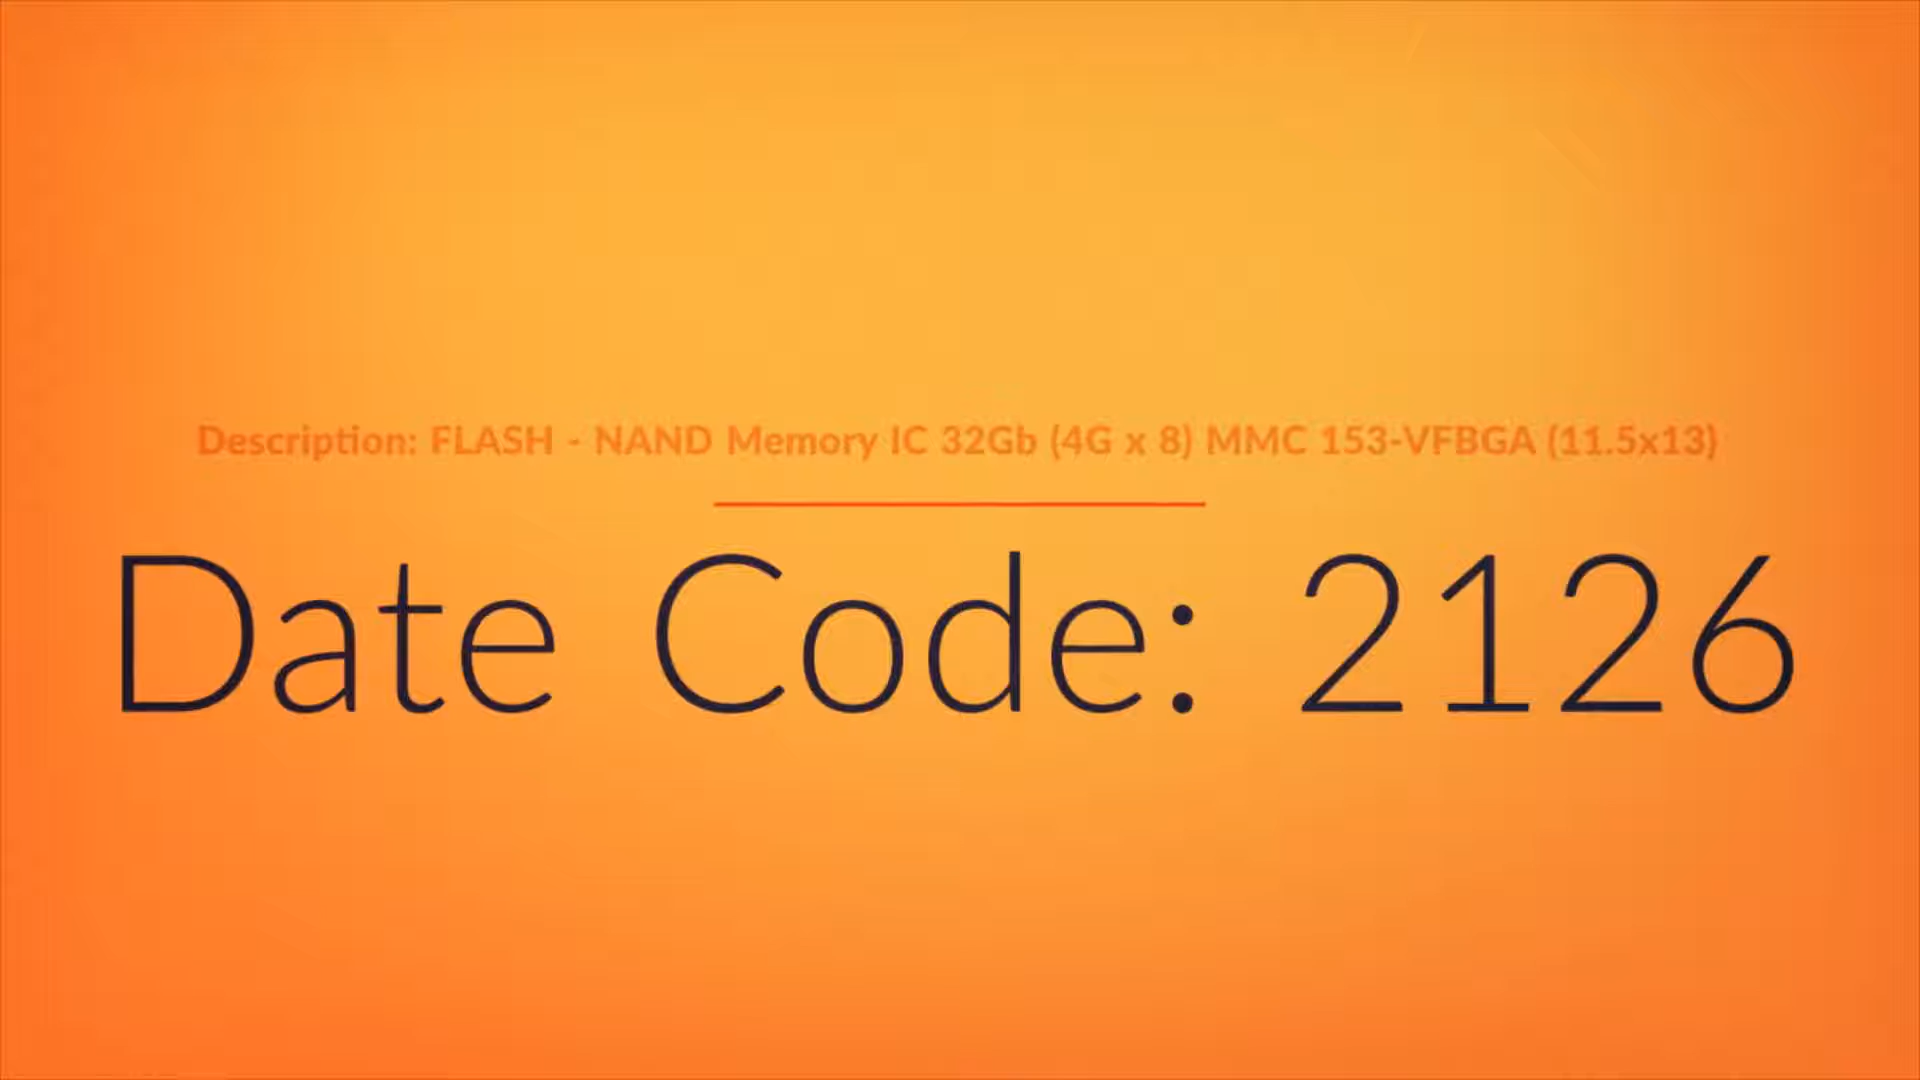 Description: FLASH - NAND Memory IC 32Gb (4G x 8) MMC 153-VFBGA (11.5x13)
Date Code: 2126